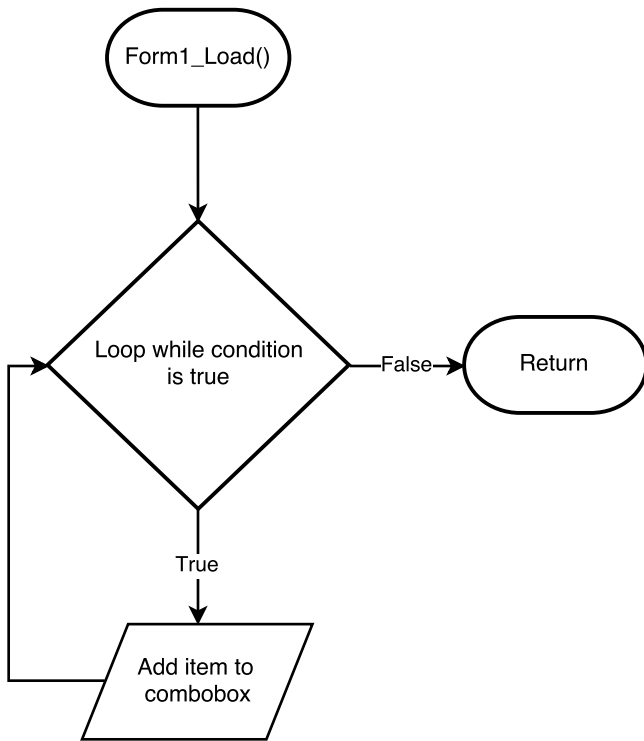 Form1_Load()
Loop while condition
is true
False
Return
True
Add item to
combobox